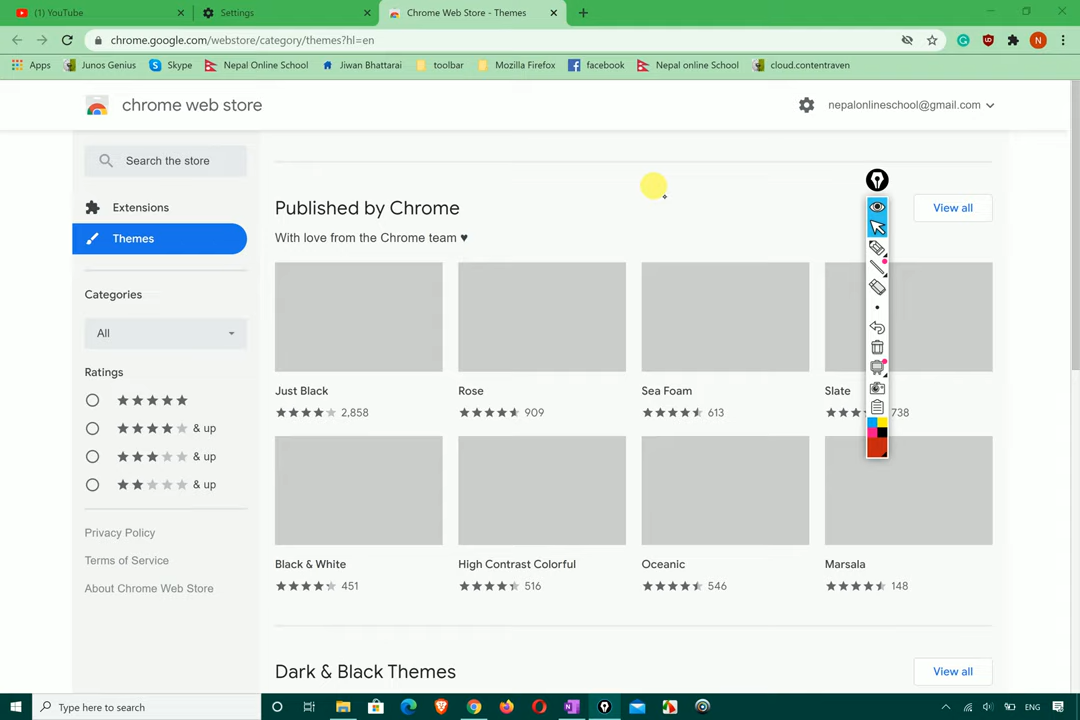 (1) YouTube
Settings
Chrome Web Store - Themes
chrome.google.com/webstore/category/themes?hl=en
N
Apps
Junos Genius
Skype
Nepal Online School
Jiwan Bhattarai
toolbar
Mozilla Firefox
facebook
Nepal online School
cloud.contentraven
chrome web store
nepalonlineschool@gmail.com
Search the store
Extensions
Themes
Categories
All
Ratings
& up
& up
& up
Privacy Policy
Terms of Service
About Chrome Web Store
Published by Chrome
View all
With love from the Chrome team ♥
Just Black
Rose
Sea Foam
Slate
2,858
909
613
738
Black & White
High Contrast Colorful
Oceanic
Marsala
451
516
546
148
Dark & Black Themes
View all
Type here to search
ENG